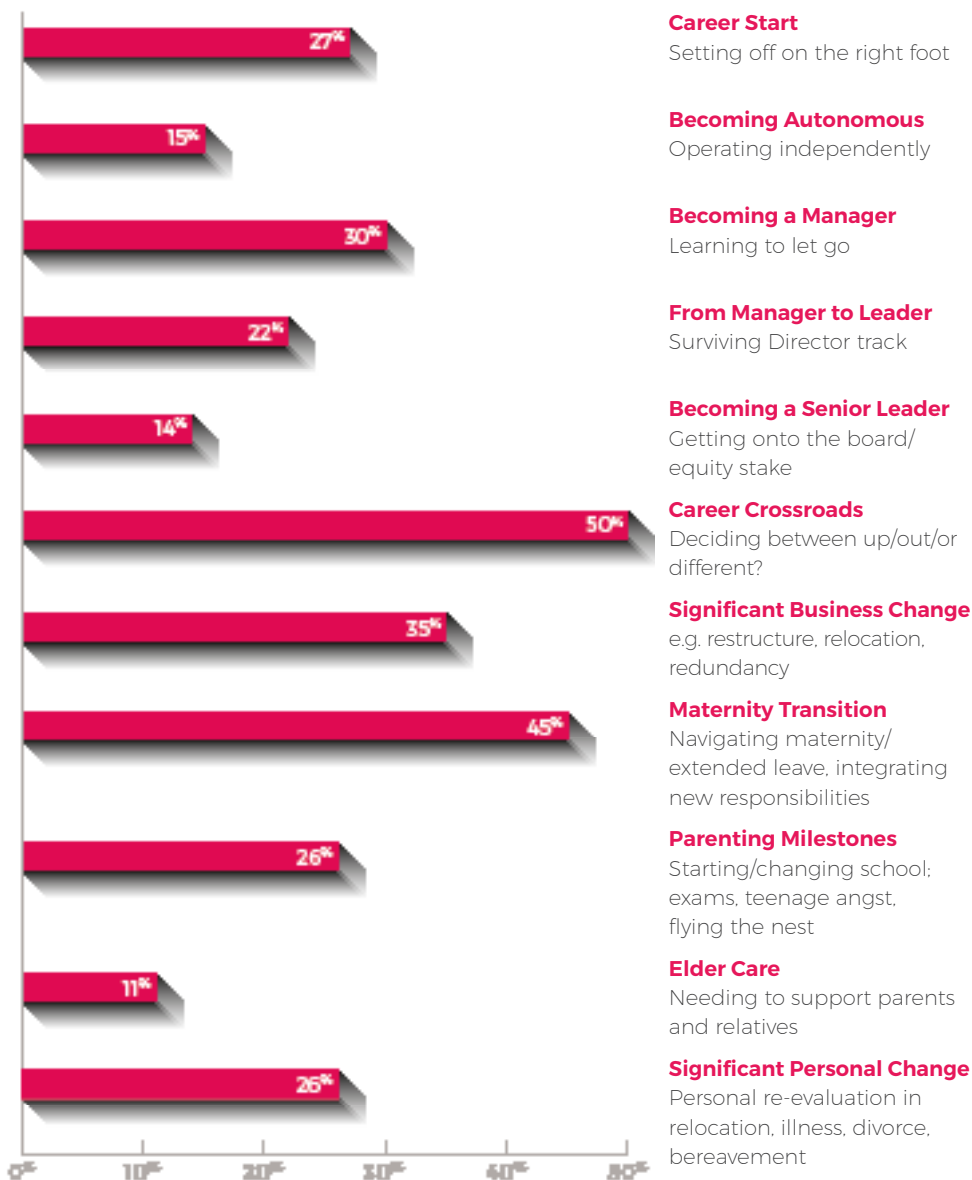 27%
Career Start
Setting off on the right foot
15%
Becoming Autonomous
Operating independently
30%
Becoming a Manager
Learning to let go
22%
From Manager to Leader
Surviving Director track
14%
Becoming a Senior Leader
Getting onto the board/
equity stake
50%
Career Crossroads
Deciding between up/out/or
different?
35%
Significant Business Change
e.g. restructure, relocation,
redundancy
45%
Maternity Transition
Navigating maternity/
extended leave, integrating
new responsibilities
26%
Parenting Milestones
Starting/changing school;
exams, teenage angst,
flying the nest
11%
Elder Care
Needing to support parents
and relatives
26%
Significant Personal Change
Personal re-evaluation in
relocation, illness, divorce,
bereavement
0% 10% 20% 30% 40% 50%